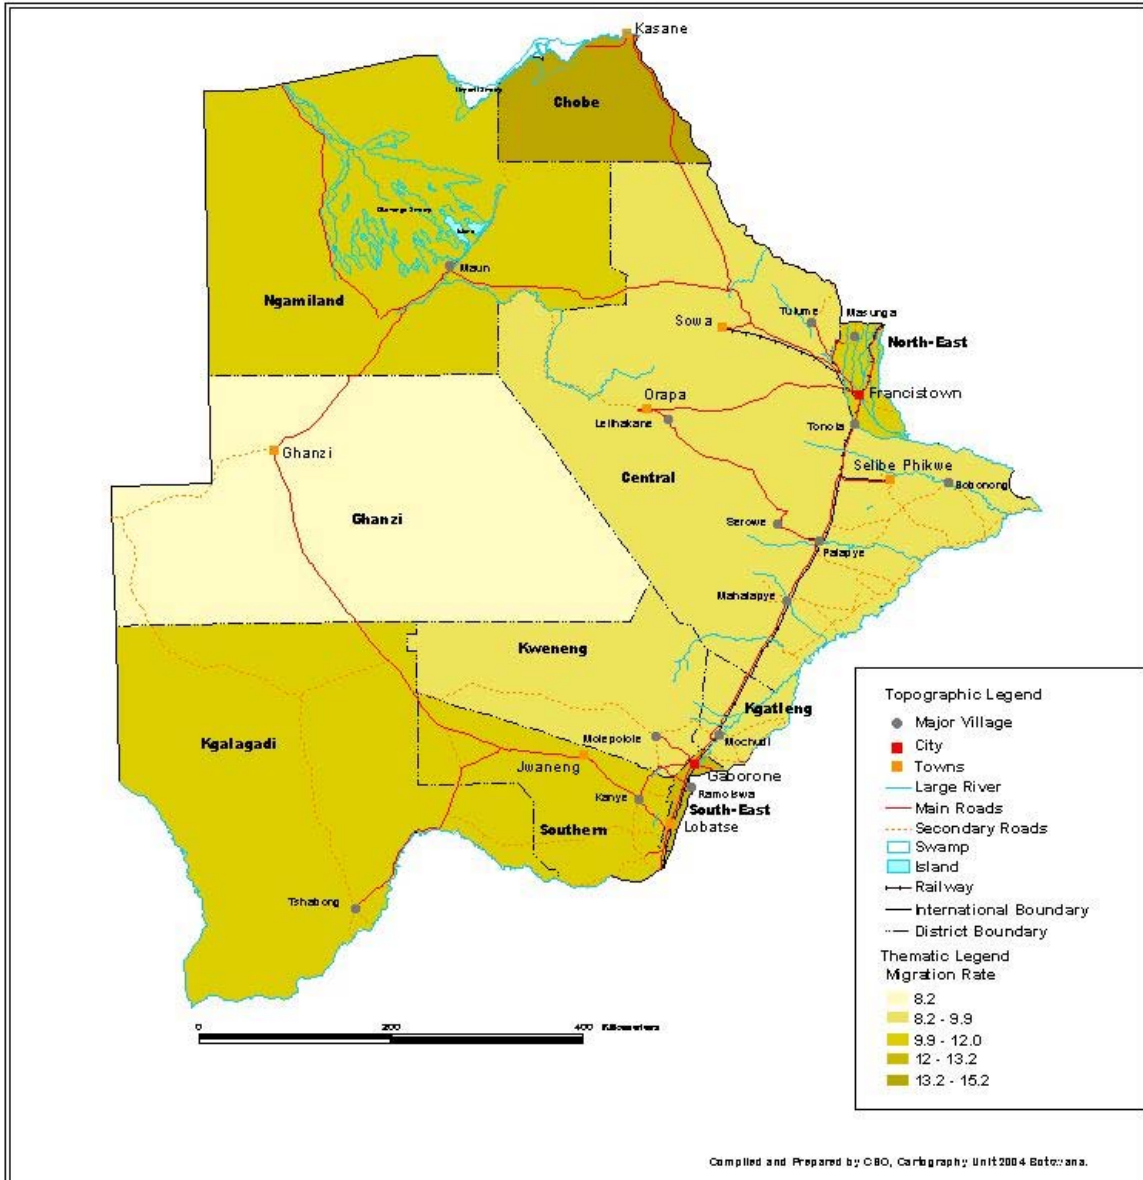 Kasane
Chobe
Maun
Ngamiland
Sowa
Tutume
Masunga
North-East
Francistown
Orapa
Letlhakane
Tonota
Ghanzi
Selibe Phikwe
Bobonong
Central
Ghanzi
Serowe
Palapye
Mahalapye
Kweneng
Kgatleng
Kgalagadi
Molepolole
Mochudi
Jwaneng
Gaborone
Kanye
Ramotswa
South-East
Southern
Lobatse
Tshabong
0 200 400 Kilometers
Topographic Legend
Major Village
City
Towns
Large River
Main Roads
Secondary Roads
Swamp
Island
Railway
International Boundary
District Boundary
Thematic Legend
Migration Rate
8.2
8.2 - 9.9
9.9 - 12.0
12 - 13.2
13.2 - 15.2
Compiled and Prepared by CSO, Cartography Unit 2004 Botswana.